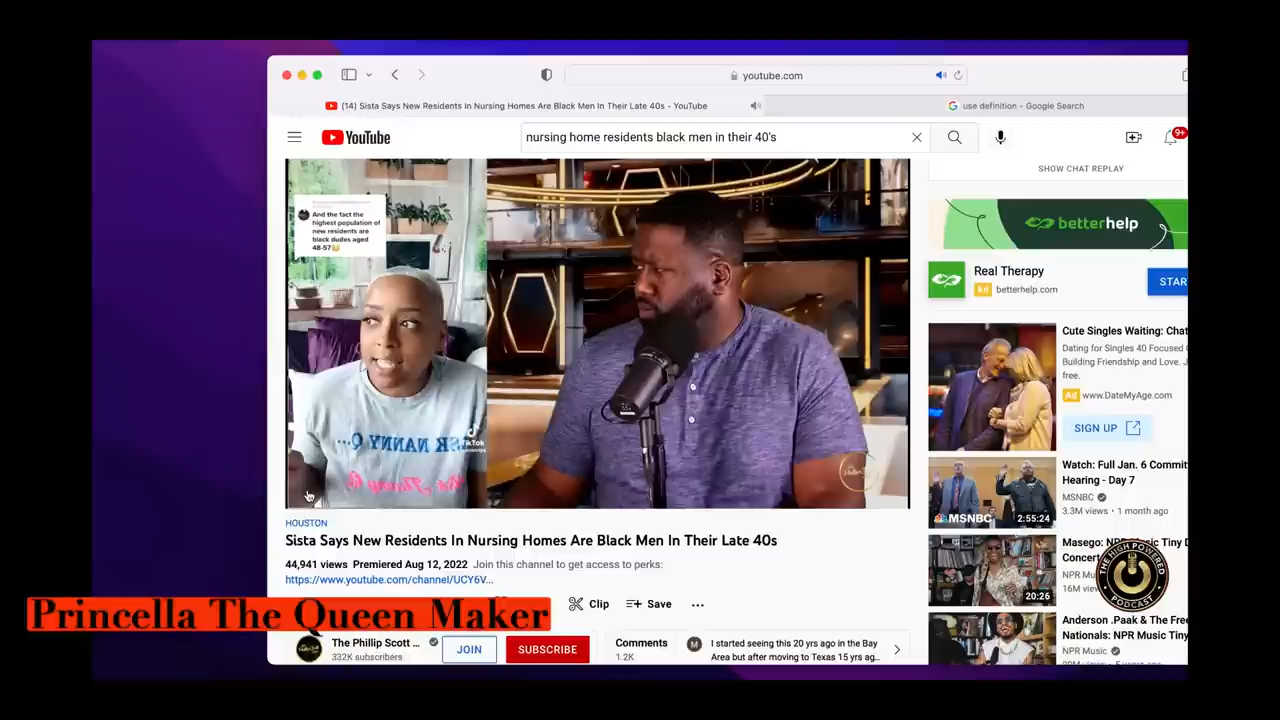 youtube.com
(14) Sista Says New Residents In Nursing Homes Are Black Men In Their Late 40s - YouTube
use definition - Google Search
YouTube
nursing home residents black men in their 40's
9+
SHOW CHAT REPLAY
And the fact the
highest population of
new residents are
black dudes aged
48-57
TikTok
betterhelp
Real Therapy
Ad betterhelp.com
STAR
Cute Singles Waiting: Chat
Dating for Singles 40 Focused
Building Friendship and Love. J
free.
Ad www.DateMyAge.com
SIGN UP
MSNBC
2:55:24
Watch: Full Jan. 6 Committ
Hearing - Day 7
MSNBC
3.3M views • 1 month ago
20:26
Masego: NPR Music Tiny D
Concert
NPR Mu
16M view
THE HIGH POWERED
PODCAST
Anderson .Paak & The Free
Nationals: NPR Music Tiny
NPR Music
HOUSTON
Sista Says New Residents In Nursing Homes Are Black Men In Their Late 40s
44,941 views Premiered Aug 12, 2022 Join this channel to get access to perks:
https://www.youtube.com/channel/UCY6V...
Princella The Queen Maker
Clip
Save
The Phillip Scott ...
332K subscribers
JOIN
SUBSCRIBE
Comments
1.2K
M
I started seeing this 20 yrs ago in the Bay
Area but after moving to Texas 15 yrs ag...